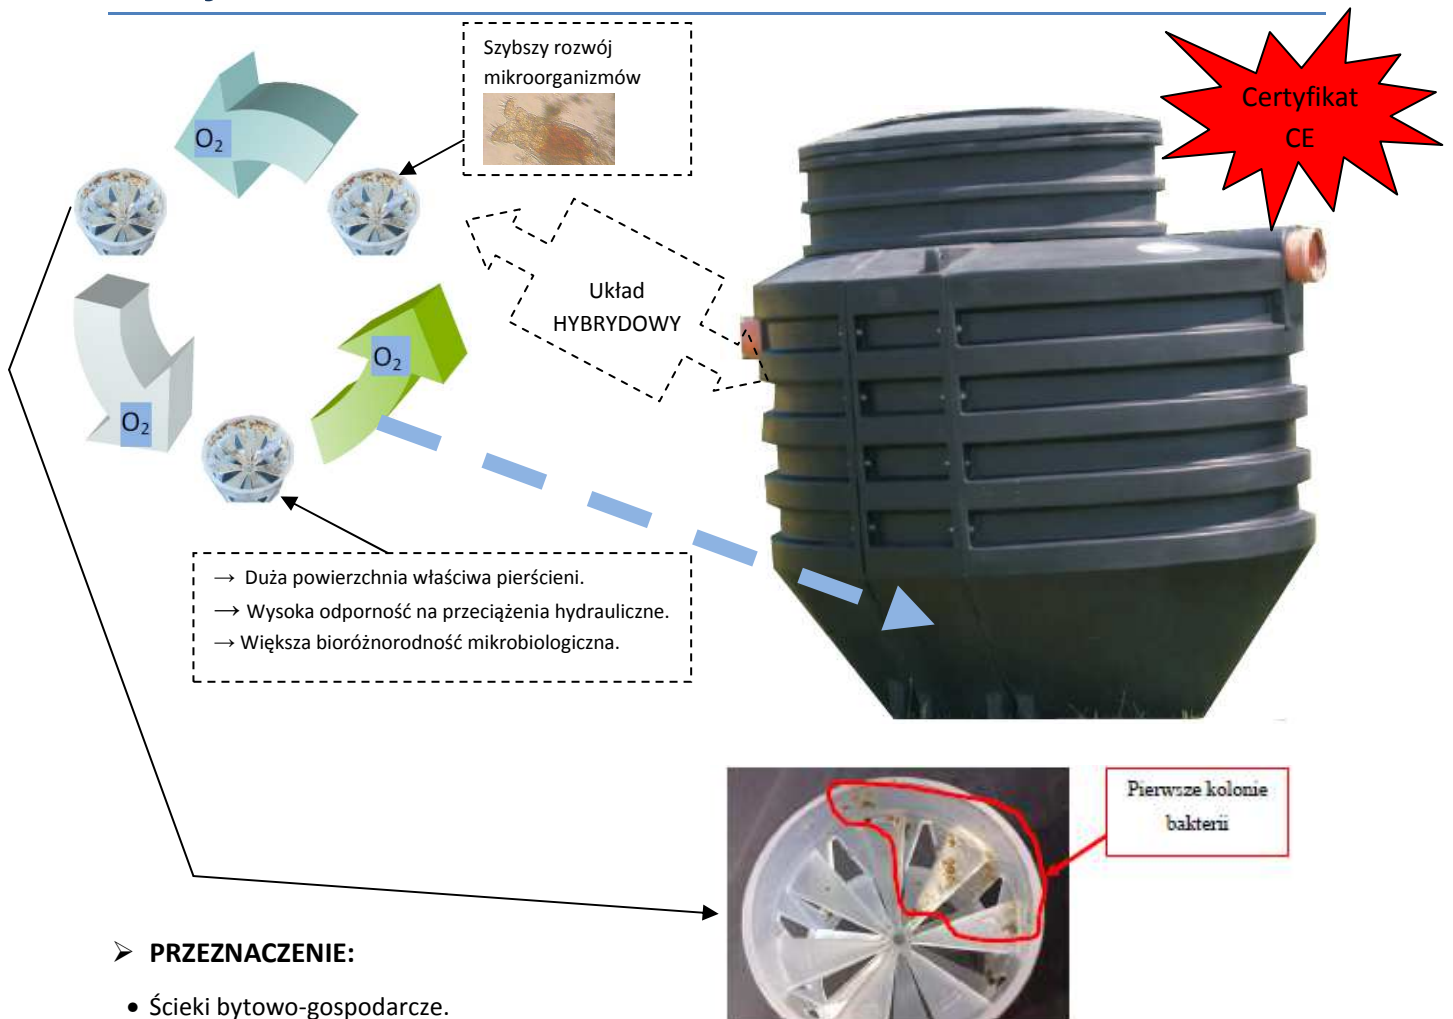 Szybszy rozwój
mikroorganizmów
Certyfikat
CE
O₂
Układ
HYBRYDOWY
O₂
O₂
→ Duża powierzchnia właściwa pierścieni.
→ Wysoka odporność na przeciążenia hydrauliczne.
→ Większa bioróżnorodność mikrobiologiczna.
Pierwsze kolonie
bakterii
➢ PRZEZNACZENIE:
• Ścieki bytowo-gospodarcze.